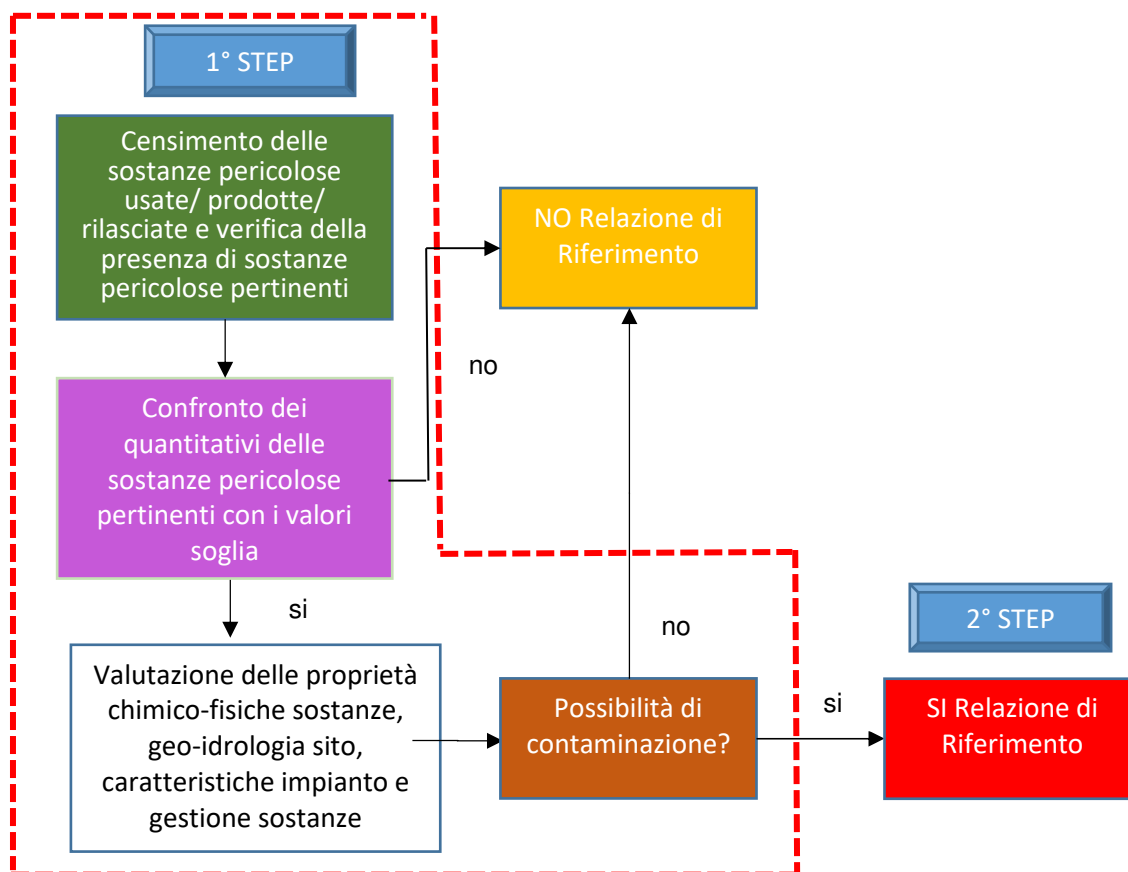 1° STEP
Censimento delle
sostanze pericolose
usate/ prodotte/
rilasciate e verifica della
presenza di sostanze
pericolose pertinenti
NO Relazione di
Riferimento
no
Confronto dei
quantitativi delle
sostanze pericolose
pertinenti con i valori
soglia
si
no
2° STEP
Valutazione delle proprietà
chimico-fisiche sostanze,
geo-idrologia sito,
caratteristiche impianto e
gestione sostanze
Possibilità di
contaminazione?
si
SI Relazione di
Riferimento